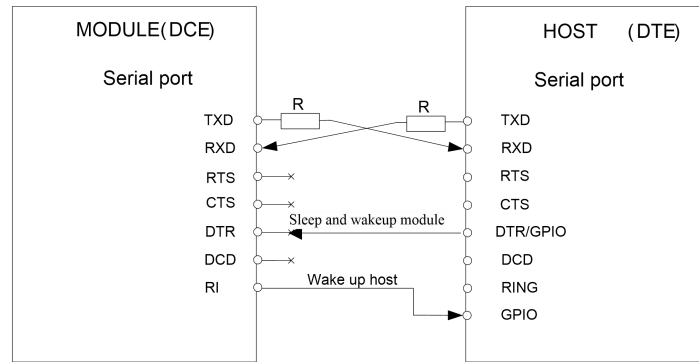 MODULE(DCE)
HOST (DTE)
Serial port
Serial port
R
R
TXD
TXD
RXD
RXD
RTS
RTS
CTS
CTS
Sleep and wakeup module
DTR
DTR/GPIO
DCD
DCD
Wake up host
RI
RING
GPIO